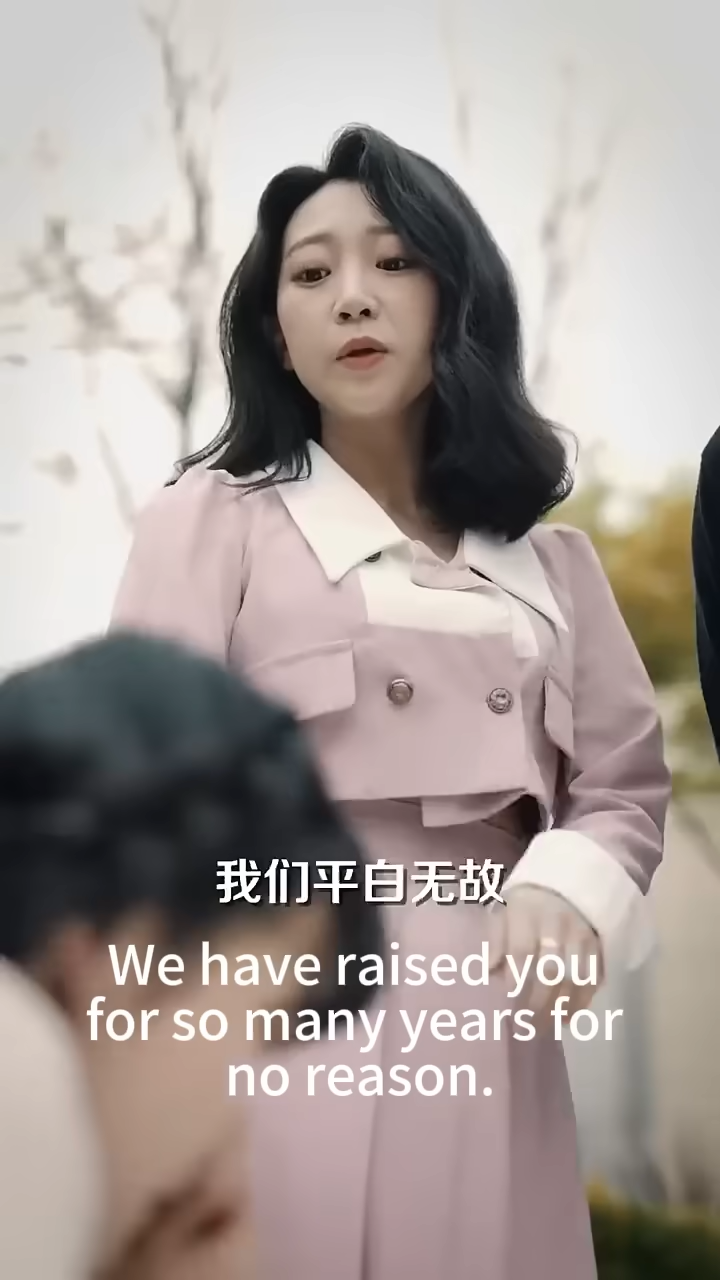 我们平白无故
We have raised you
for so many years for
no reason.